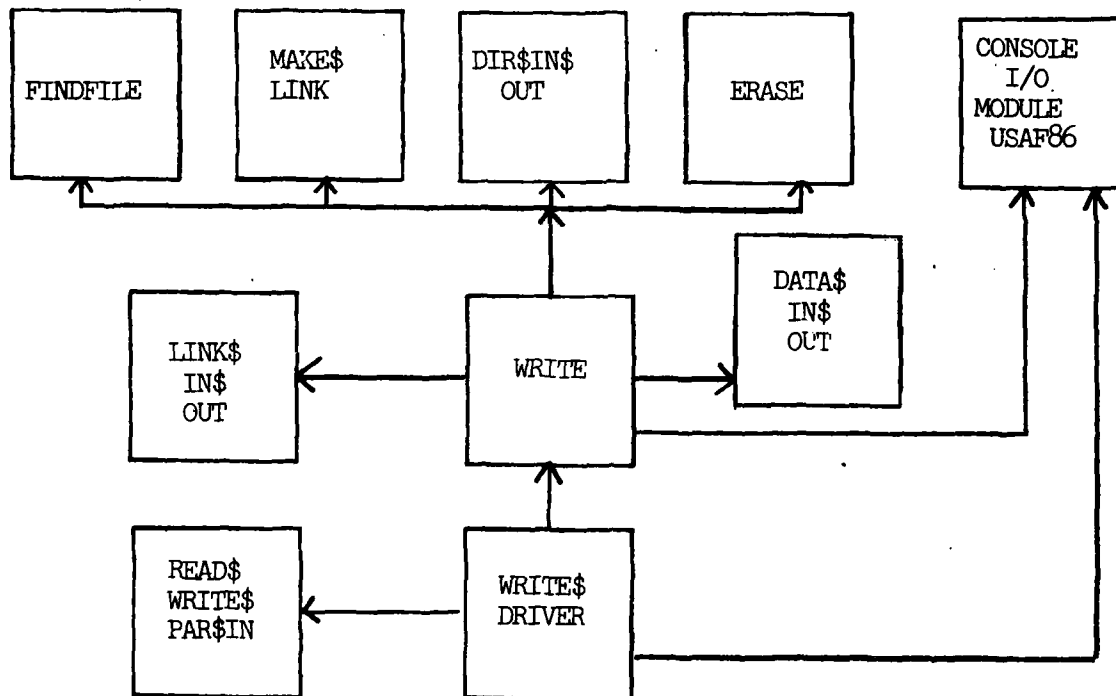 FINDFILE
MAKE$
LINK
DIR$IN$
OUT
ERASE
CONSOLE
I/O
MODULE
USAF86
LINK$
IN$
OUT
WRITE
DATA$
IN$
OUT
READ$
WRITE$
PAR$IN
WRITE$
DRIVER